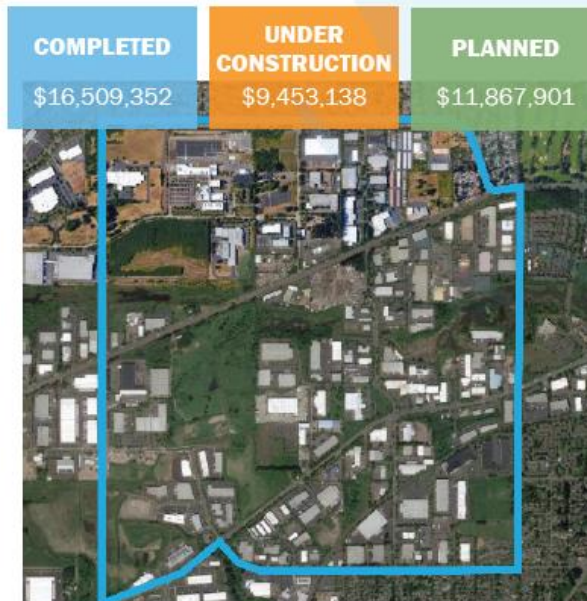 COMPLETED
$16,509,352
UNDER
CONSTRUCTION
$9,453,138
PLANNED
$11,867,901